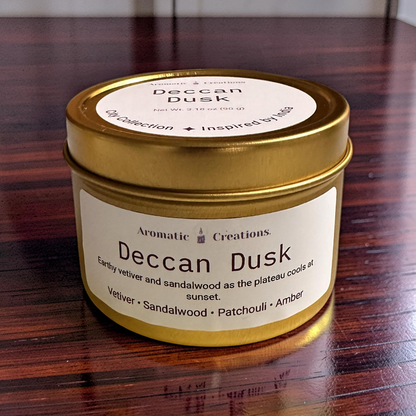 Aromatic Creations
Deccan
Dusk
Net Wt. 3.18 oz (90 g)
City Collection ✦ Inspired by India
Aromatic Creations.
Deccan Dusk
Earthy vetiver and sandalwood as the plateau cools at
sunset.
Vetiver • Sandalwood • Patchouli • Amber